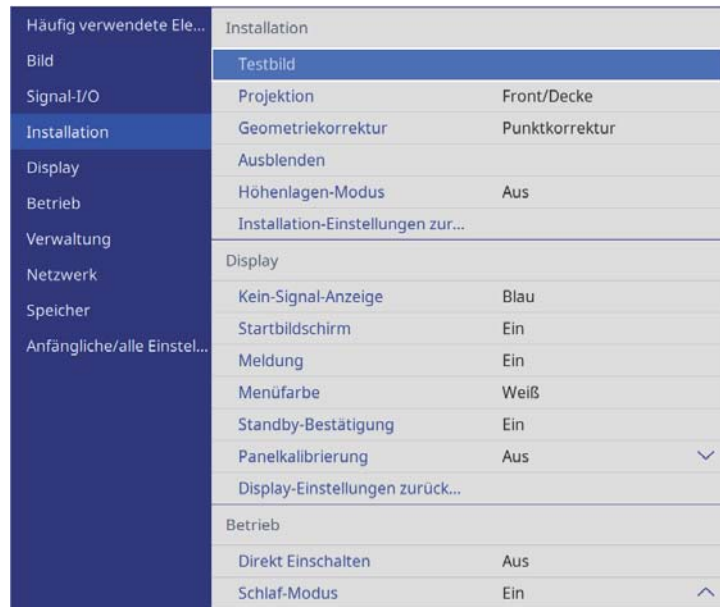 Häufig verwendete Ele...
Bild
Signal-I/O
Installation
Display
Betrieb
Verwaltung
Netzwerk
Speicher
Anfängliche/alle Einstel...
Installation
Testbild
Projektion Front/Decke
Geometriekorrektur Punktkorrektur
Ausblenden
Höhenlagen-Modus Aus
Installation-Einstellungen zur...
Display
Kein-Signal-Anzeige Blau
Startbildschirm Ein
Meldung Ein
Menüfarbe Weiß
Standby-Bestätigung Ein
Panelkalibrierung Aus
Display-Einstellungen zurück...
Betrieb
Direkt Einschalten Aus
Schlaf-Modus Ein